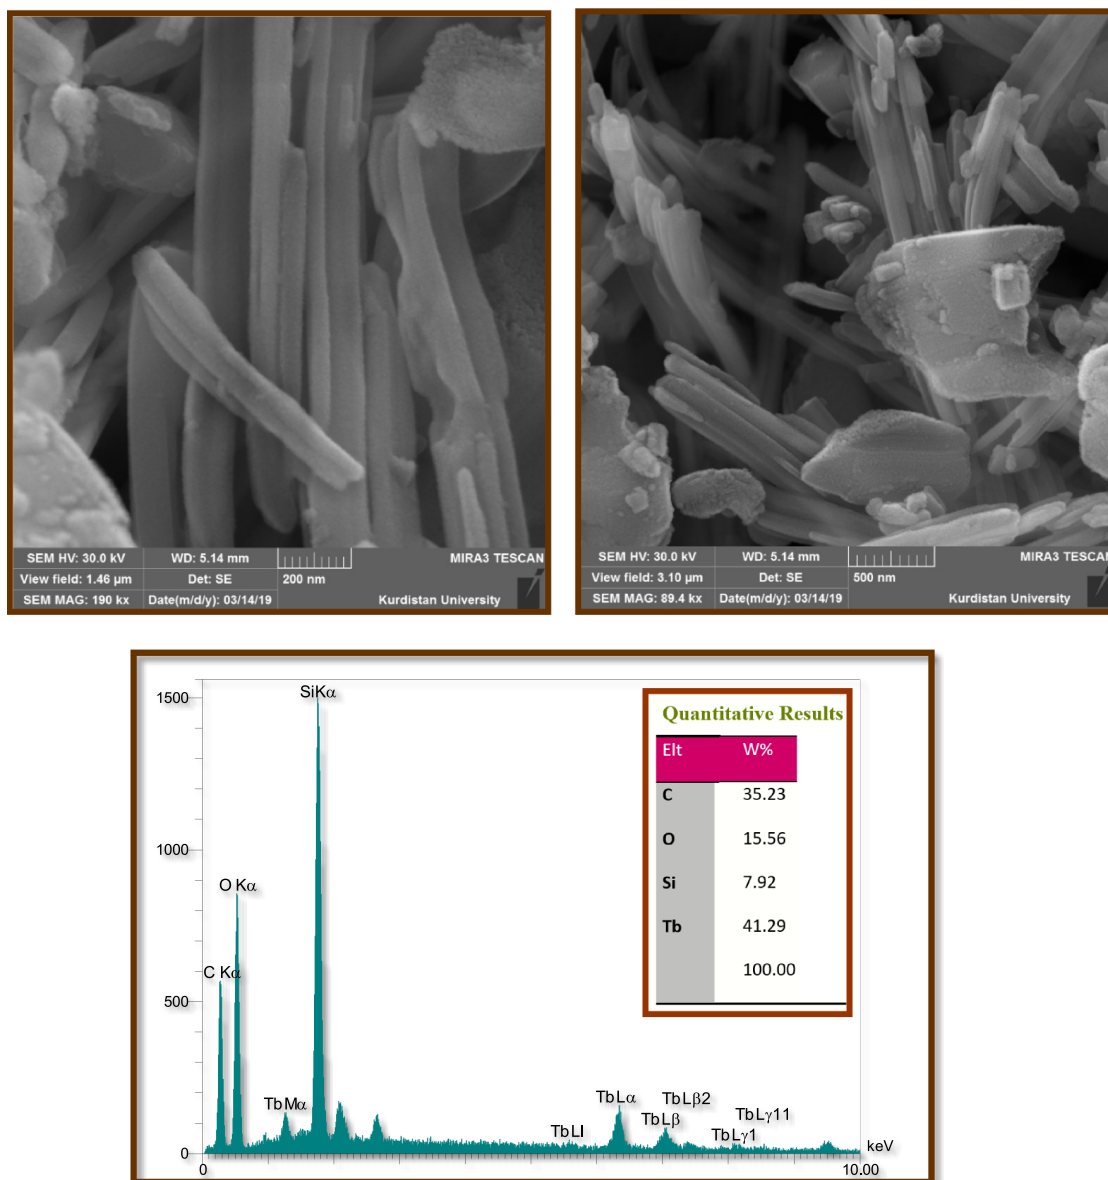 SEM HV: 30.0 kV WD: 5.14 mm MIRA3 TESCAN
View field: 1.46 µm Det: SE 200 nm
SEM MAG: 190 kx Date(m/d/y): 03/14/19 Kurdistan University
SEM HV: 30.0 kV WD: 5.14 mm MIRA3 TESCAN
View field: 3.10 µm Det: SE 500 nm
SEM MAG: 89.4 kx Date(m/d/y): 03/14/19 Kurdistan University
1500
1000
500
0
SiKα
O Kα
C Kα
TbMα
TbLl
TbLα
TbLβ
TbLβ2
TbLγ1
TbLγ11
0
10.00
keV
Quantitative Results
Elt W%
C 35.23
O 15.56
Si 7.92
Tb 41.29
100.00